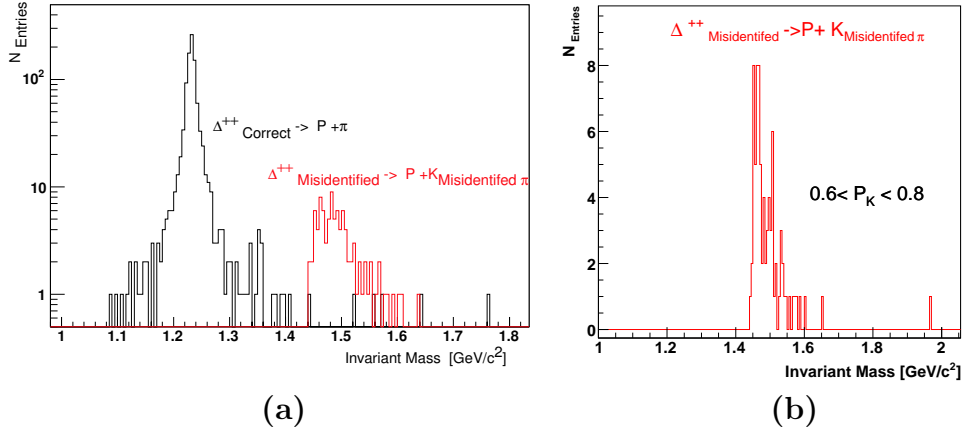 N Entries
10²
10
1
Δ⁺⁺ Correct -> P +π
Δ⁺⁺ Misidentified -> P +K Misidentifed π
1 1.1 1.2 1.3 1.4 1.5 1.6 1.7 1.8
Invariant Mass [GeV/c²]
(a)
N Entries
Δ⁺⁺ Misidentifed ->P+ K Misidentifed π
8
6
4
2
0
0.6< P_K < 0.8
1 1.2 1.4 1.6 1.8 2
Invariant Mass [GeV/c²]
(b)